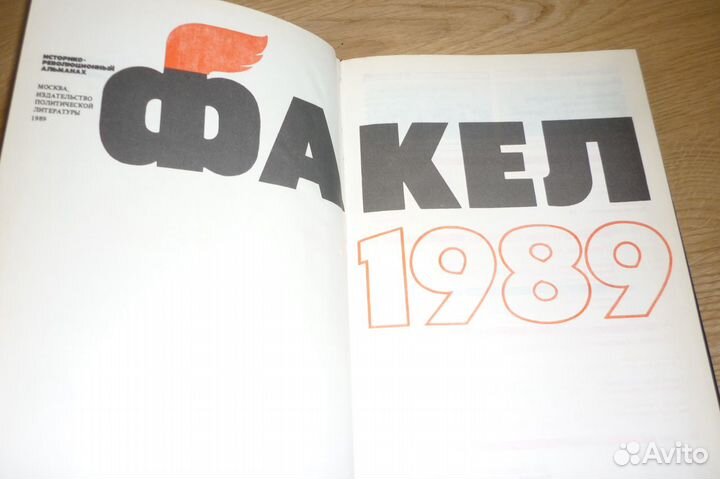 ИСТОРИКО-
РЕВОЛЮЦИОННЫЙ
АЛЬМАНАХ
МОСКВА
ИЗДАТЕЛЬСТВО
ПОЛИТИЧЕСКОЙ
ЛИТЕРАТУРЫ
1989
ФАКЕЛ
1989
Avito